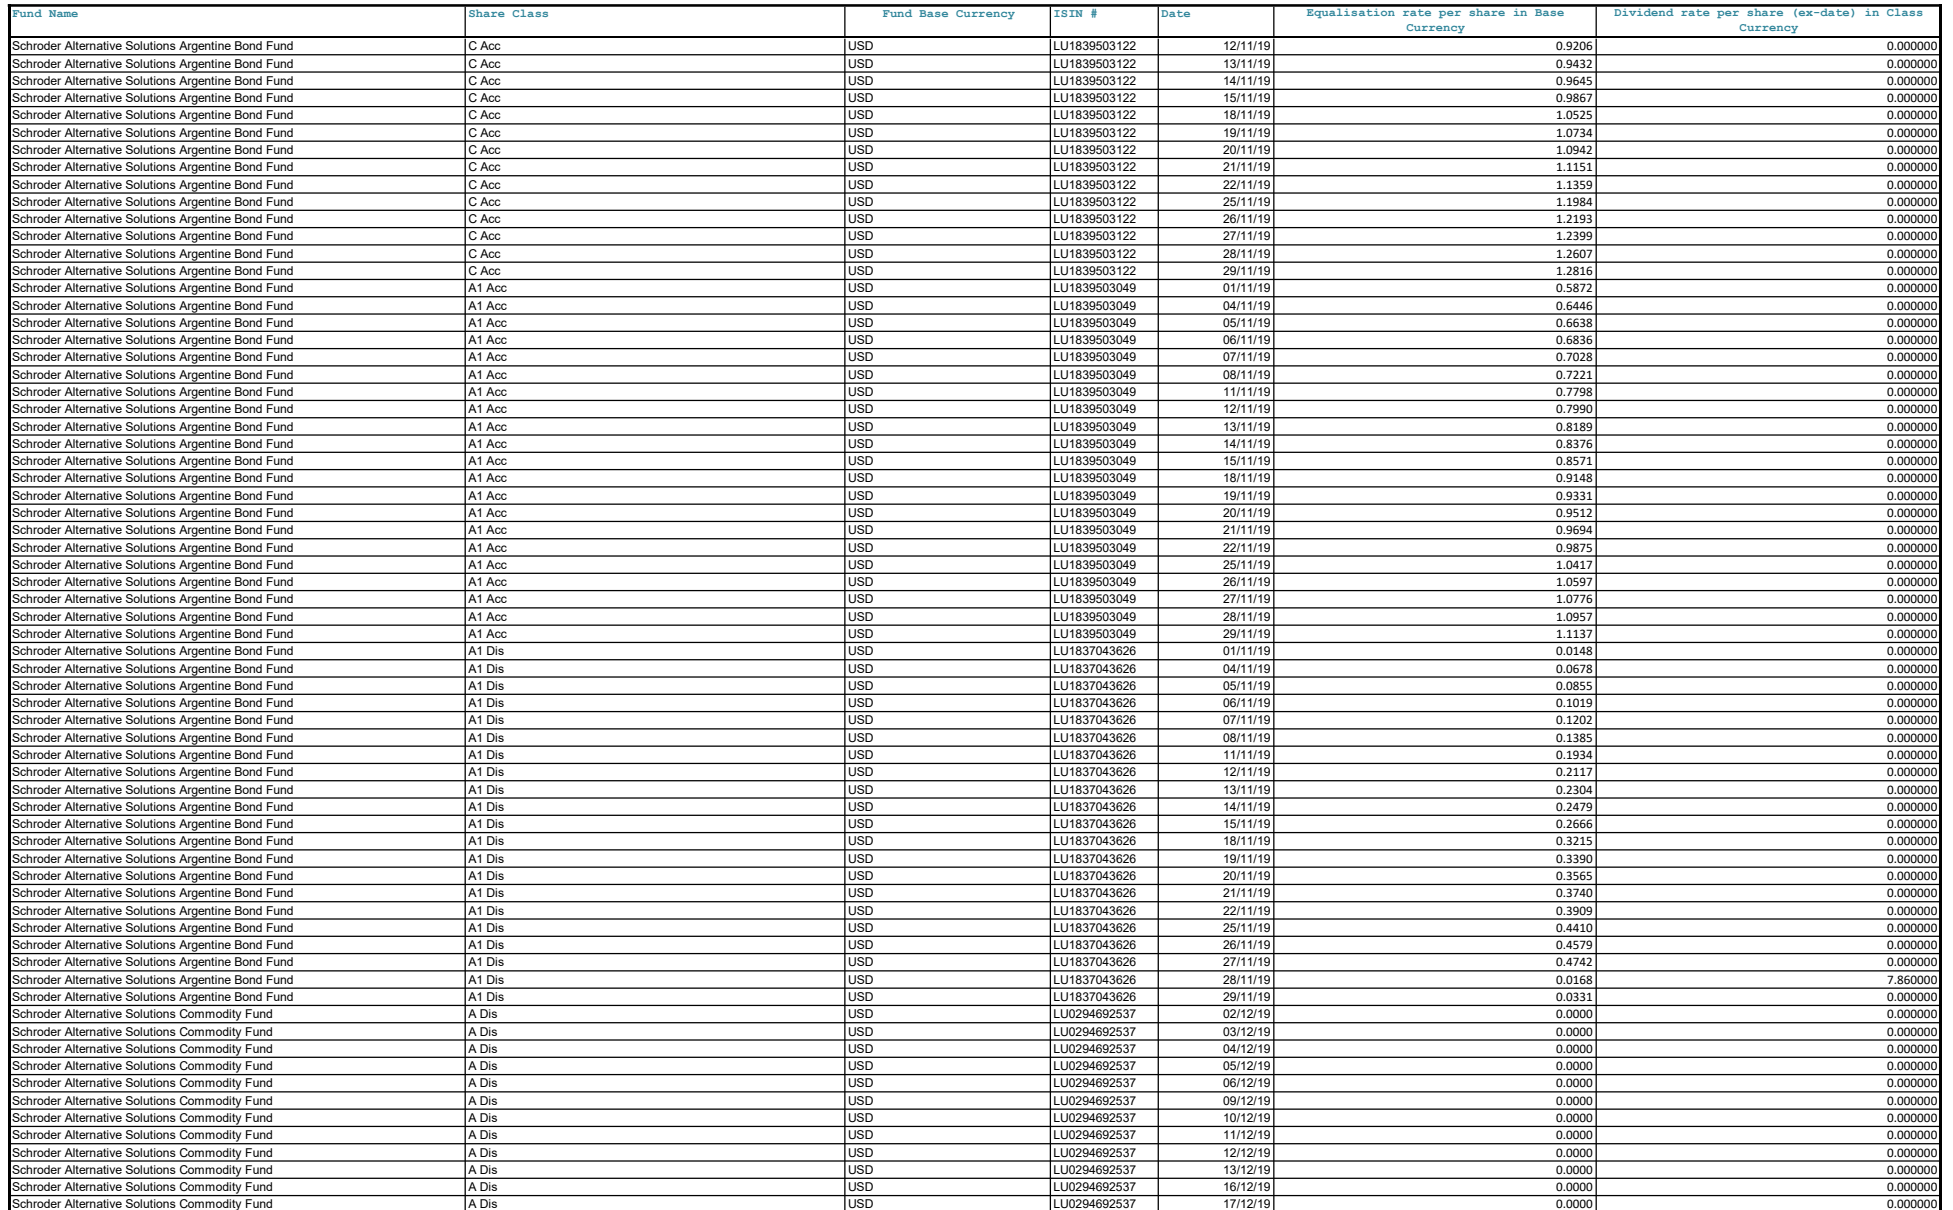 Fund Name Share Class Fund Base Currency ISIN # Date Equalisation rate per share in Base Currency Dividend rate per share (ex-date) in Class Currency
Schroder Alternative Solutions Argentine Bond Fund C Acc USD LU1839503122 12/11/19 0.9206 0.000000
Schroder Alternative Solutions Argentine Bond Fund C Acc USD LU1839503122 13/11/19 0.9432 0.000000
Schroder Alternative Solutions Argentine Bond Fund C Acc USD LU1839503122 14/11/19 0.9645 0.000000
Schroder Alternative Solutions Argentine Bond Fund C Acc USD LU1839503122 15/11/19 0.9867 0.000000
Schroder Alternative Solutions Argentine Bond Fund C Acc USD LU1839503122 18/11/19 1.0525 0.000000
Schroder Alternative Solutions Argentine Bond Fund C Acc USD LU1839503122 19/11/19 1.0734 0.000000
Schroder Alternative Solutions Argentine Bond Fund C Acc USD LU1839503122 20/11/19 1.0942 0.000000
Schroder Alternative Solutions Argentine Bond Fund C Acc USD LU1839503122 21/11/19 1.1151 0.000000
Schroder Alternative Solutions Argentine Bond Fund C Acc USD LU1839503122 22/11/19 1.1359 0.000000
Schroder Alternative Solutions Argentine Bond Fund C Acc USD LU1839503122 25/11/19 1.1984 0.000000
Schroder Alternative Solutions Argentine Bond Fund C Acc USD LU1839503122 26/11/19 1.2193 0.000000
Schroder Alternative Solutions Argentine Bond Fund C Acc USD LU1839503122 27/11/19 1.2399 0.000000
Schroder Alternative Solutions Argentine Bond Fund C Acc USD LU1839503122 28/11/19 1.2607 0.000000
Schroder Alternative Solutions Argentine Bond Fund C Acc USD LU1839503122 29/11/19 1.2816 0.000000
Schroder Alternative Solutions Argentine Bond Fund A1 Acc USD LU1839503049 01/11/19 0.5872 0.000000
Schroder Alternative Solutions Argentine Bond Fund A1 Acc USD LU1839503049 04/11/19 0.6446 0.000000
Schroder Alternative Solutions Argentine Bond Fund A1 Acc USD LU1839503049 05/11/19 0.6638 0.000000
Schroder Alternative Solutions Argentine Bond Fund A1 Acc USD LU1839503049 06/11/19 0.6836 0.000000
Schroder Alternative Solutions Argentine Bond Fund A1 Acc USD LU1839503049 07/11/19 0.7028 0.000000
Schroder Alternative Solutions Argentine Bond Fund A1 Acc USD LU1839503049 08/11/19 0.7221 0.000000
Schroder Alternative Solutions Argentine Bond Fund A1 Acc USD LU1839503049 11/11/19 0.7798 0.000000
Schroder Alternative Solutions Argentine Bond Fund A1 Acc USD LU1839503049 12/11/19 0.7990 0.000000
Schroder Alternative Solutions Argentine Bond Fund A1 Acc USD LU1839503049 13/11/19 0.8189 0.000000
Schroder Alternative Solutions Argentine Bond Fund A1 Acc USD LU1839503049 14/11/19 0.8376 0.000000
Schroder Alternative Solutions Argentine Bond Fund A1 Acc USD LU1839503049 15/11/19 0.8571 0.000000
Schroder Alternative Solutions Argentine Bond Fund A1 Acc USD LU1839503049 18/11/19 0.9148 0.000000
Schroder Alternative Solutions Argentine Bond Fund A1 Acc USD LU1839503049 19/11/19 0.9331 0.000000
Schroder Alternative Solutions Argentine Bond Fund A1 Acc USD LU1839503049 20/11/19 0.9512 0.000000
Schroder Alternative Solutions Argentine Bond Fund A1 Acc USD LU1839503049 21/11/19 0.9694 0.000000
Schroder Alternative Solutions Argentine Bond Fund A1 Acc USD LU1839503049 22/11/19 0.9875 0.000000
Schroder Alternative Solutions Argentine Bond Fund A1 Acc USD LU1839503049 25/11/19 1.0417 0.000000
Schroder Alternative Solutions Argentine Bond Fund A1 Acc USD LU1839503049 26/11/19 1.0597 0.000000
Schroder Alternative Solutions Argentine Bond Fund A1 Acc USD LU1839503049 27/11/19 1.0776 0.000000
Schroder Alternative Solutions Argentine Bond Fund A1 Acc USD LU1839503049 28/11/19 1.0957 0.000000
Schroder Alternative Solutions Argentine Bond Fund A1 Acc USD LU1839503049 29/11/19 1.1137 0.000000
Schroder Alternative Solutions Argentine Bond Fund A1 Dis USD LU1837043626 01/11/19 0.0148 0.000000
Schroder Alternative Solutions Argentine Bond Fund A1 Dis USD LU1837043626 04/11/19 0.0678 0.000000
Schroder Alternative Solutions Argentine Bond Fund A1 Dis USD LU1837043626 05/11/19 0.0855 0.000000
Schroder Alternative Solutions Argentine Bond Fund A1 Dis USD LU1837043626 06/11/19 0.1019 0.000000
Schroder Alternative Solutions Argentine Bond Fund A1 Dis USD LU1837043626 07/11/19 0.1202 0.000000
Schroder Alternative Solutions Argentine Bond Fund A1 Dis USD LU1837043626 08/11/19 0.1385 0.000000
Schroder Alternative Solutions Argentine Bond Fund A1 Dis USD LU1837043626 11/11/19 0.1934 0.000000
Schroder Alternative Solutions Argentine Bond Fund A1 Dis USD LU1837043626 12/11/19 0.2117 0.000000
Schroder Alternative Solutions Argentine Bond Fund A1 Dis USD LU1837043626 13/11/19 0.2304 0.000000
Schroder Alternative Solutions Argentine Bond Fund A1 Dis USD LU1837043626 14/11/19 0.2479 0.000000
Schroder Alternative Solutions Argentine Bond Fund A1 Dis USD LU1837043626 15/11/19 0.2666 0.000000
Schroder Alternative Solutions Argentine Bond Fund A1 Dis USD LU1837043626 18/11/19 0.3215 0.000000
Schroder Alternative Solutions Argentine Bond Fund A1 Dis USD LU1837043626 19/11/19 0.3390 0.000000
Schroder Alternative Solutions Argentine Bond Fund A1 Dis USD LU1837043626 20/11/19 0.3565 0.000000
Schroder Alternative Solutions Argentine Bond Fund A1 Dis USD LU1837043626 21/11/19 0.3740 0.000000
Schroder Alternative Solutions Argentine Bond Fund A1 Dis USD LU1837043626 22/11/19 0.3909 0.000000
Schroder Alternative Solutions Argentine Bond Fund A1 Dis USD LU1837043626 25/11/19 0.4410 0.000000
Schroder Alternative Solutions Argentine Bond Fund A1 Dis USD LU1837043626 26/11/19 0.4579 0.000000
Schroder Alternative Solutions Argentine Bond Fund A1 Dis USD LU1837043626 27/11/19 0.4742 0.000000
Schroder Alternative Solutions Argentine Bond Fund A1 Dis USD LU1837043626 28/11/19 0.0168 7.860000
Schroder Alternative Solutions Argentine Bond Fund A1 Dis USD LU1837043626 29/11/19 0.0331 0.000000
Schroder Alternative Solutions Commodity Fund A Dis USD LU0294692537 02/12/19 0.0000 0.000000
Schroder Alternative Solutions Commodity Fund A Dis USD LU0294692537 03/12/19 0.0000 0.000000
Schroder Alternative Solutions Commodity Fund A Dis USD LU0294692537 04/12/19 0.0000 0.000000
Schroder Alternative Solutions Commodity Fund A Dis USD LU0294692537 05/12/19 0.0000 0.000000
Schroder Alternative Solutions Commodity Fund A Dis USD LU0294692537 06/12/19 0.0000 0.000000
Schroder Alternative Solutions Commodity Fund A Dis USD LU0294692537 09/12/19 0.0000 0.000000
Schroder Alternative Solutions Commodity Fund A Dis USD LU0294692537 10/12/19 0.0000 0.000000
Schroder Alternative Solutions Commodity Fund A Dis USD LU0294692537 11/12/19 0.0000 0.000000
Schroder Alternative Solutions Commodity Fund A Dis USD LU0294692537 12/12/19 0.0000 0.000000
Schroder Alternative Solutions Commodity Fund A Dis USD LU0294692537 13/12/19 0.0000 0.000000
Schroder Alternative Solutions Commodity Fund A Dis USD LU0294692537 16/12/19 0.0000 0.000000
Schroder Alternative Solutions Commodity Fund A Dis USD LU0294692537 17/12/19 0.0000 0.000000